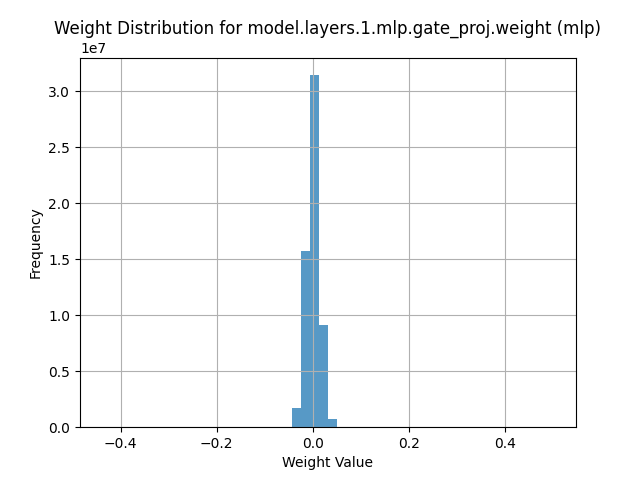 Weight Distribution for model.layers.1.mlp.gate_proj.weight (mlp)
1e7
3.0
2.5
2.0
1.5
1.0
0.5
0.0
Frequency
−0.4 −0.2 0.0 0.2 0.4
Weight Value